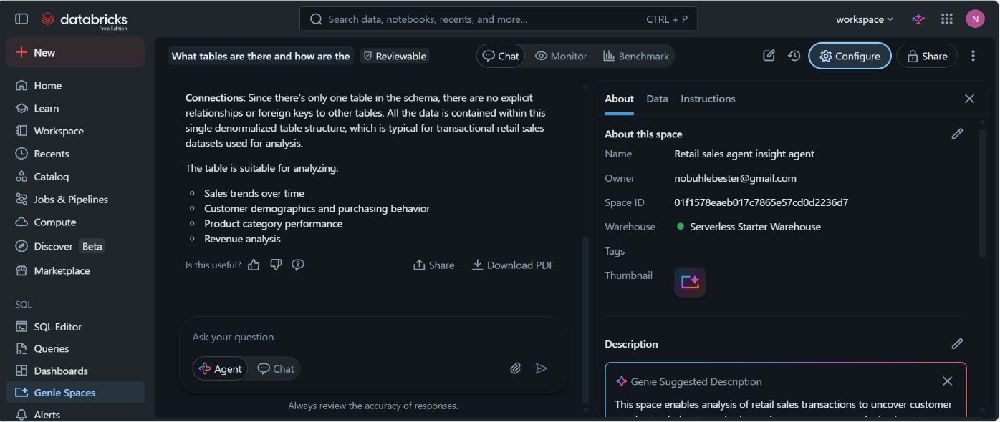 databricks
Free Edition
Search data, notebooks, recents, and more...
CTRL + P
workspace
N
New
Home
Learn
Workspace
Recents
Catalog
Jobs & Pipelines
Compute
Discover Beta
Marketplace
SQL
SQL Editor
Queries
Dashboards
Genie Spaces
Alerts
What tables are there and how are the
Reviewable
Chat
Monitor
Benchmark
Configure
Share
Connections: Since there's only one table in the schema, there are no explicit
relationships or foreign keys to other tables. All the data is contained within this
single denormalized table structure, which is typical for transactional retail sales
datasets used for analysis.
The table is suitable for analyzing:
Sales trends over time
Customer demographics and purchasing behavior
Product category performance
Revenue analysis
Is this useful?
Share
Download PDF
Ask your question...
Agent
Chat
Always review the accuracy of responses.
About
Data
Instructions
About this space
Name Retail sales agent insight agent
Owner nobuhlebester@gmail.com
Space ID 01f1578eaeb017c7865e57cd0d2236d7
Warehouse Serverless Starter Warehouse
Tags
Thumbnail
Description
Genie Suggested Description
This space enables analysis of retail sales transactions to uncover customer